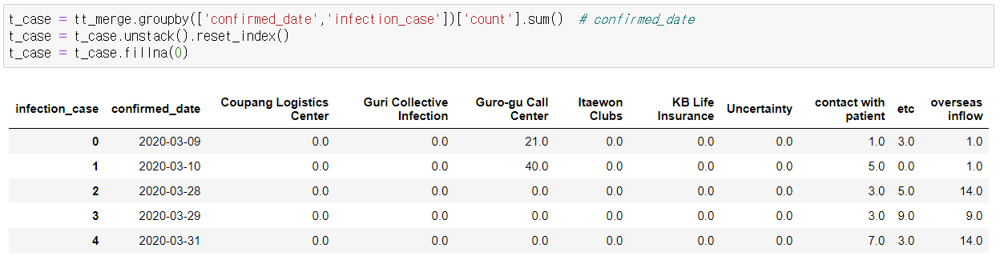 t_case = tt_merge.groupby(['confirmed_date','infection_case'])['count'].sum()  # confirmed_date
t_case = t_case.unstack().reset_index()
t_case = t_case.fillna(0)
infection_case confirmed_date Coupang Logistics Center Guri Collective Infection Guro-gu Call Center Itaewon Clubs KB Life Insurance Uncertainty contact with patient etc overseas inflow
0 2020-03-09 0.0 0.0 21.0 0.0 0.0 0.0 1.0 3.0 1.0
1 2020-03-10 0.0 0.0 40.0 0.0 0.0 0.0 5.0 0.0 1.0
2 2020-03-28 0.0 0.0 0.0 0.0 0.0 0.0 3.0 5.0 14.0
3 2020-03-29 0.0 0.0 0.0 0.0 0.0 0.0 3.0 9.0 9.0
4 2020-03-31 0.0 0.0 0.0 0.0 0.0 0.0 7.0 3.0 14.0